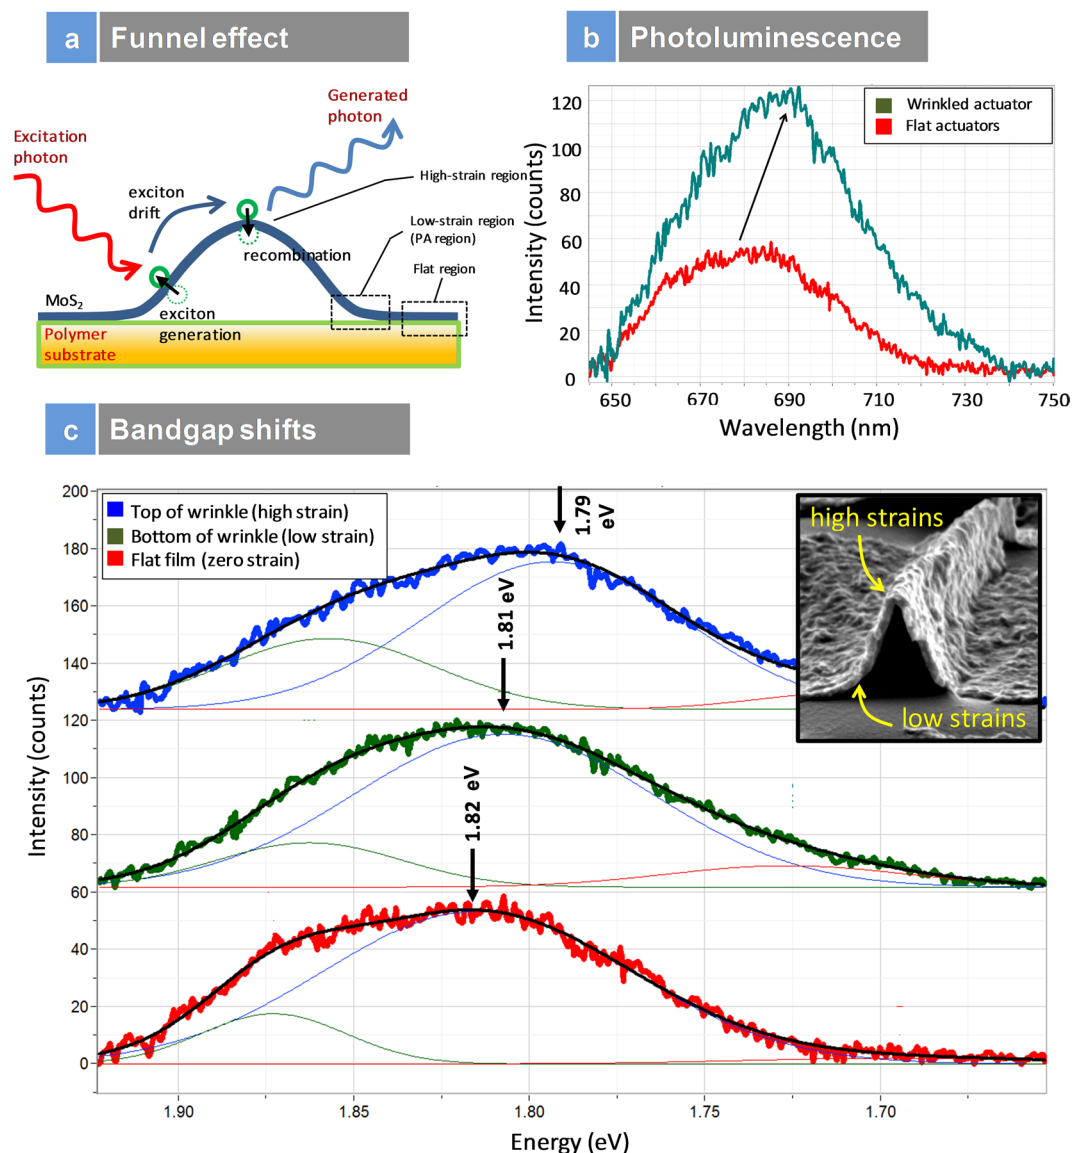 a Funnel effect
Generated
photon
Excitation
photon
exciton
drift
High-strain region
Low-strain region
(PA region)
recombination
Flat region
MoS2
exciton
generation
Polymer
substrate
b Photoluminescence
Wrinkled actuator
Flat actuators
Intensity (counts)
120
100
80
60
40
20
0
650 670 690 710 730 750
Wavelength (nm)
c Bandgap shifts
Top of wrinkle (high strain)
Bottom of wrinkle (low strain)
Flat film (zero strain)
1.79
eV
1.81 eV
1.82 eV
high strains
low strains
Intensity (counts)
200
180
160
140
120
100
80
60
40
20
0
1.90 1.85 1.80 1.75 1.70
Energy (eV)